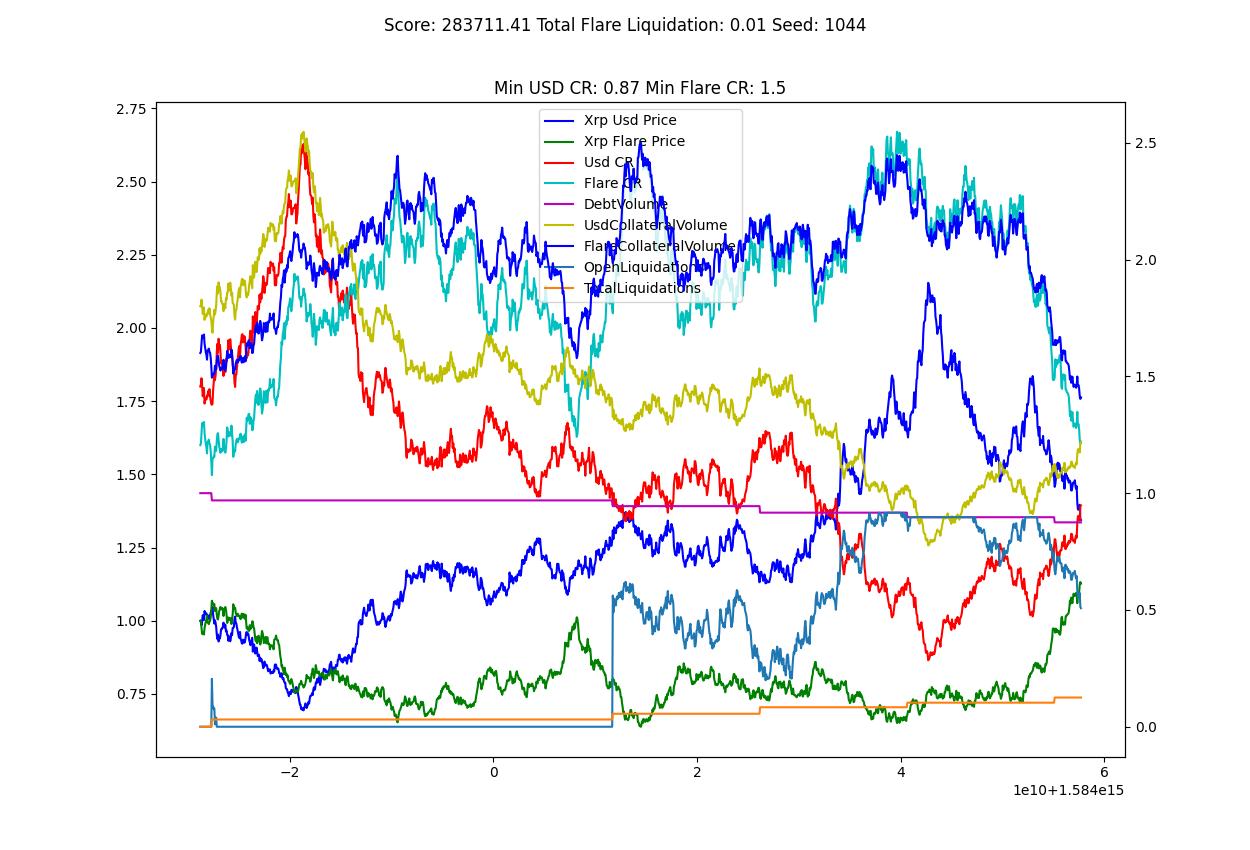 Score: 283711.41 Total Flare Liquidation: 0.01 Seed: 1044
Min USD CR: 0.87 Min Flare CR: 1.5
2.75
2.50
2.25
2.00
1.75
1.50
1.25
1.00
0.75
Xrp Usd Price
Xrp Flare Price
Usd CR
Flare CR
DebtVolume
UsdCollateralVolume
FlareCollateralVolume
OpenLiquidations
TotalLiquidations
2.5
2.0
1.5
1.0
0.5
0.0
−2
0
2
4
6
1e10+1.584e15